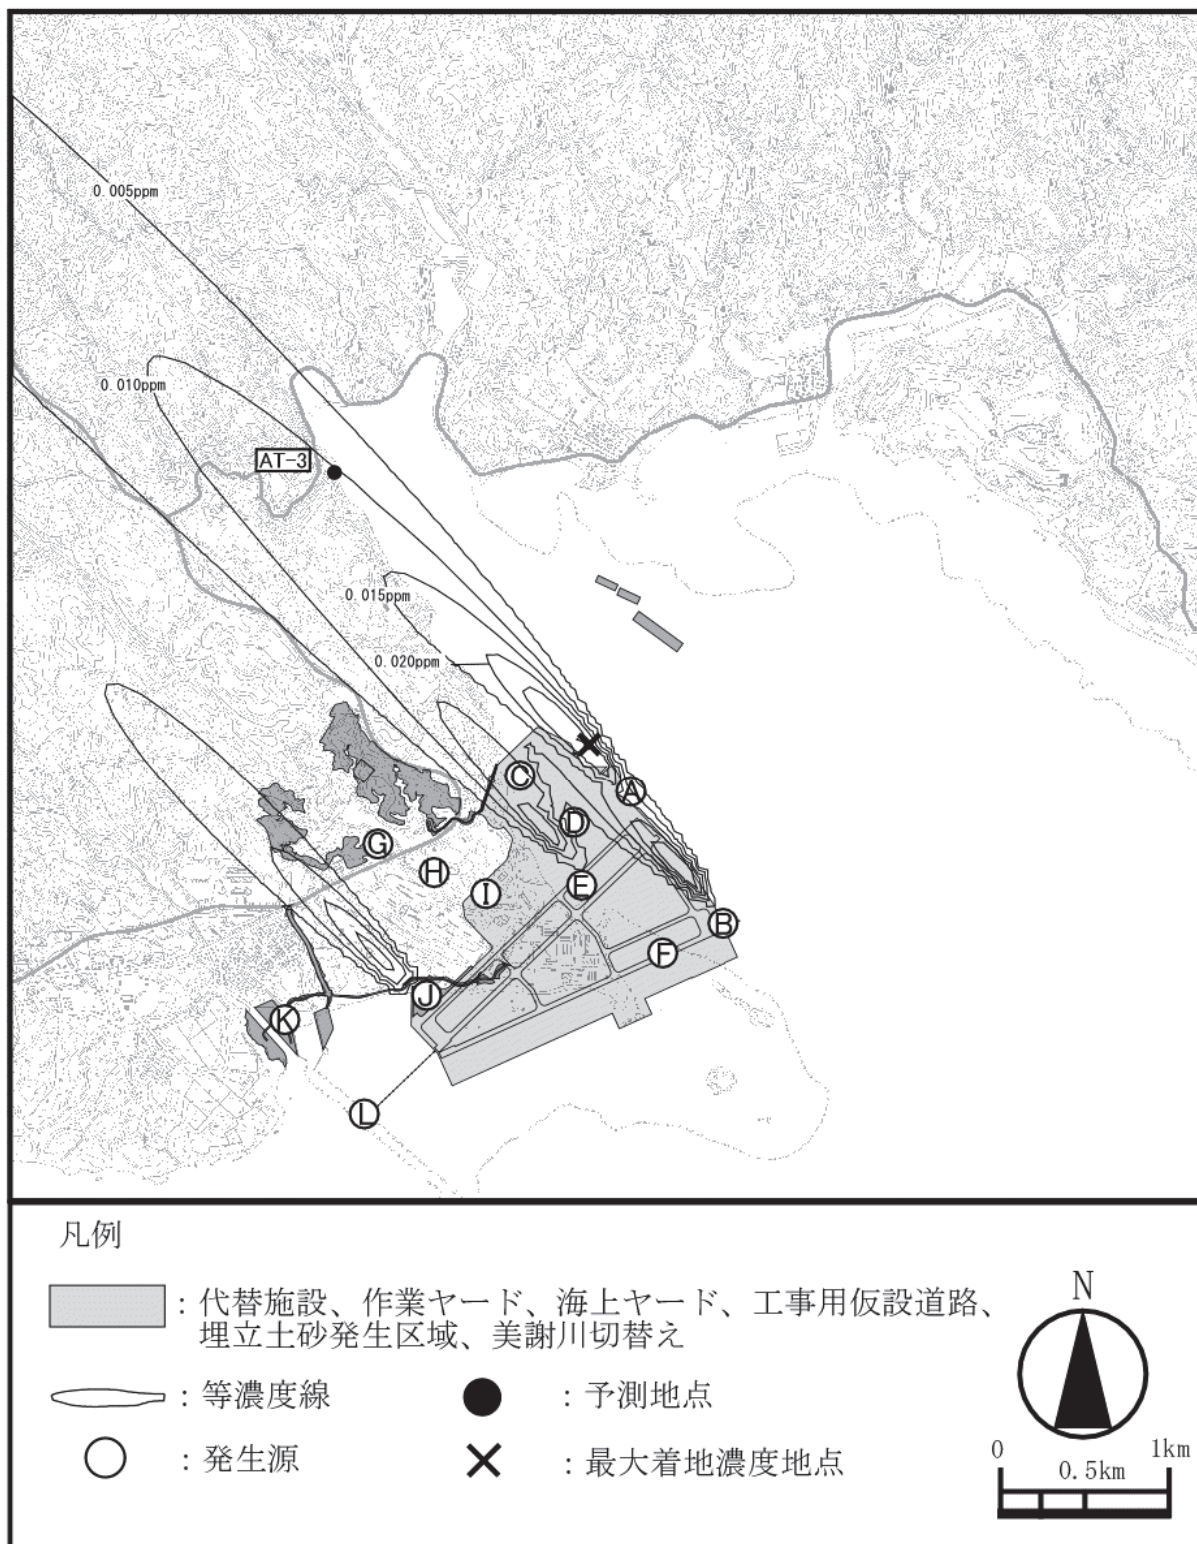 0.005ppm
0.010ppm
AT-3
0.015ppm
0.020ppm
C
A
D
G
H
E
I
B
F
J
K
L
凡例
：代替施設、作業ヤード、海上ヤード、工事用仮設道路、
埋立土砂発生区域、美謝川切替え
：等濃度線
：予測地点
：発生源
：最大着地濃度地点
N
0
0.5km
1km